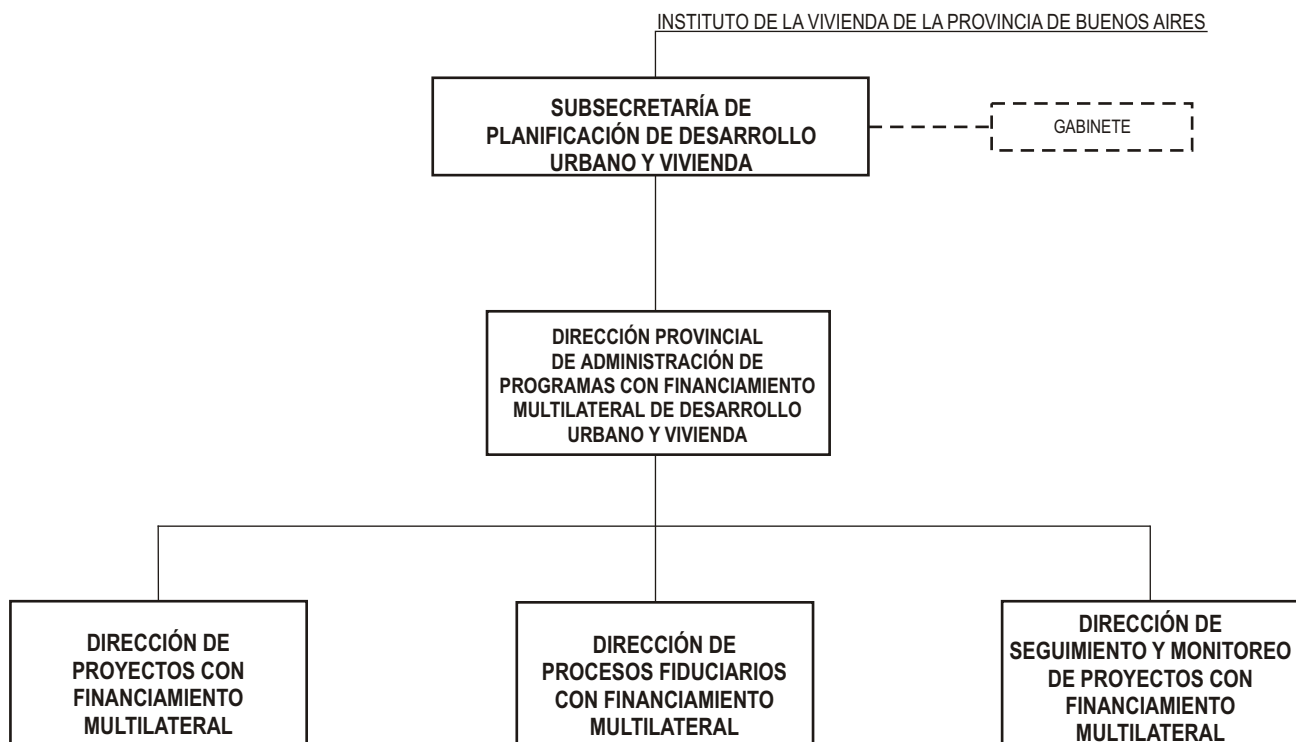 INSTITUTO DE LA VIVIENDA DE LA PROVINCIA DE BUENOS AIRES
SUBSECRETARÍA DE
PLANIFICACIÓN DE DESARROLLO
URBANO Y VIVIENDA
GABINETE
DIRECCIÓN PROVINCIAL
DE ADMINISTRACIÓN DE
PROGRAMAS CON FINANCIAMIENTO
MULTILATERAL DE DESARROLLO
URBANO Y VIVIENDA
DIRECCIÓN DE
PROYECTOS CON
FINANCIAMIENTO
MULTILATERAL
DIRECCIÓN DE
PROCESOS FIDUCIARIOS
CON FINANCIAMIENTO
MULTILATERAL
DIRECCIÓN DE
SEGUIMIENTO Y MONITOREO
DE PROYECTOS CON
FINANCIAMIENTO
MULTILATERAL